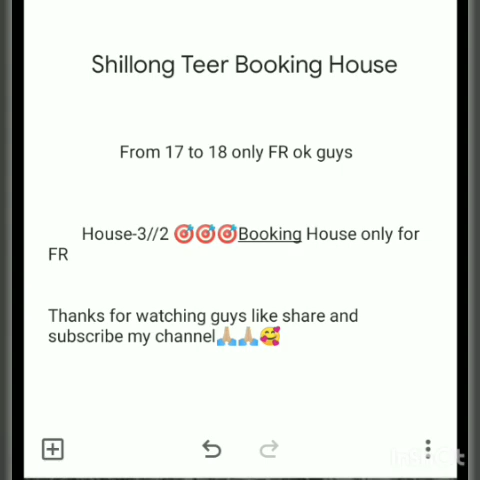 Shillong Teer Booking House
From 17 to 18 only FR ok guys
House-3//2 🎯🎯🎯Booking House only for
FR
Thanks for watching guys like share and
subscribe my channel🙏🏼🙏🏼🥰